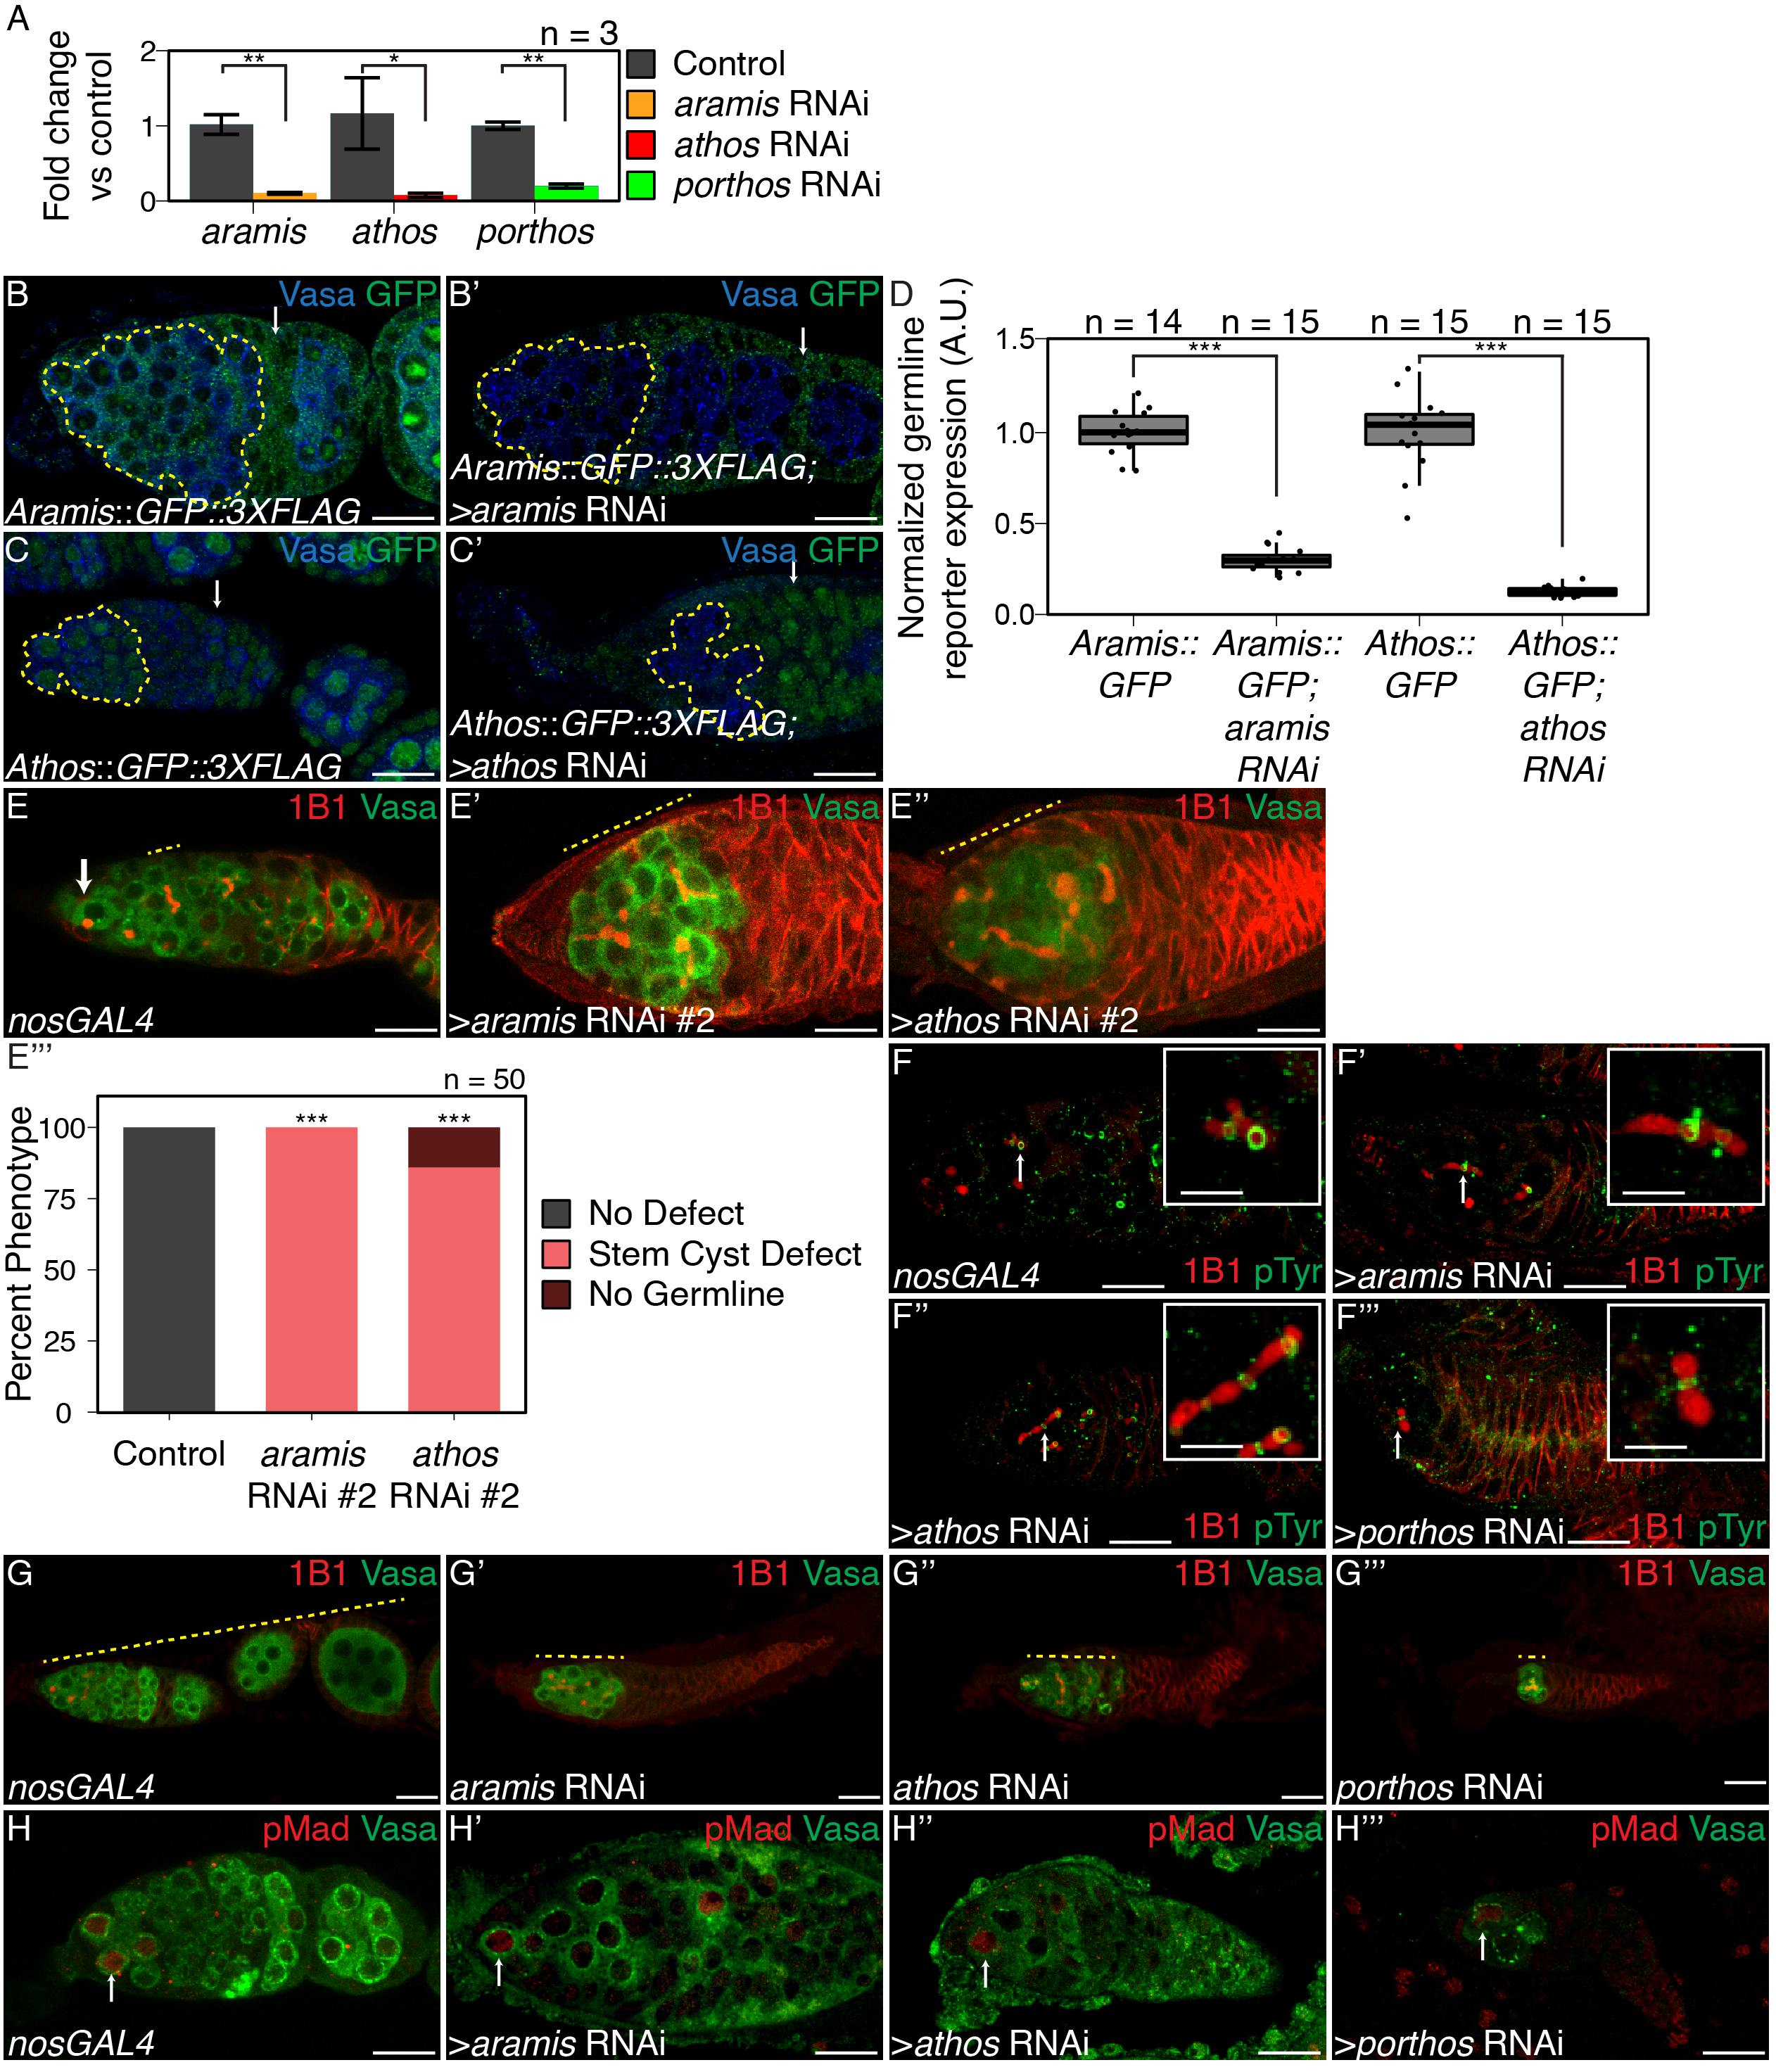 A
Fold change
vs control
n = 3
2
1
0
**
*
**
aramis
athos
porthos
Control
aramis RNAi
athos RNAi
porthos RNAi
B
Vasa GFP
Aramis::GFP::3XFLAG
B’
Vasa GFP
Aramis::GFP::3XFLAG;
>aramis RNAi
C
Vasa GFP
Athos::GFP::3XFLAG
C’
Vasa GFP
Athos::GFP::3XFLAG;
>athos RNAi
D
Normalized germline
reporter expression (A.U.)
n = 14
n = 15
n = 15
n = 15
1.5
1.0
0.5
0.0
***
***
Aramis::
GFP
Aramis::
GFP;
aramis
RNAi
Athos::
GFP
Athos::
GFP;
athos
RNAi
E
1B1 Vasa
nosGAL4
E’
1B1 Vasa
>aramis RNAi #2
E’’
1B1 Vasa
>athos RNAi #2
E’’’
Percent Phenotype
n = 50
100
75
50
25
0
***
***
Control
aramis
RNAi #2
athos
RNAi #2
No Defect
Stem Cyst Defect
No Germline
F
nosGAL4
1B1 pTyr
F’
>aramis RNAi
1B1 pTyr
F’’
>athos RNAi
1B1 pTyr
F’’’
>porthos RNAi
1B1 pTyr
G
1B1 Vasa
nosGAL4
G’
1B1 Vasa
aramis RNAi
G’’
1B1 Vasa
athos RNAi
G’’’
1B1 Vasa
porthos RNAi
H
pMad Vasa
nosGAL4
H’
pMad Vasa
>aramis RNAi
H’’
pMad Vasa
>athos RNAi
H’’’
pMad Vasa
>porthos RNAi